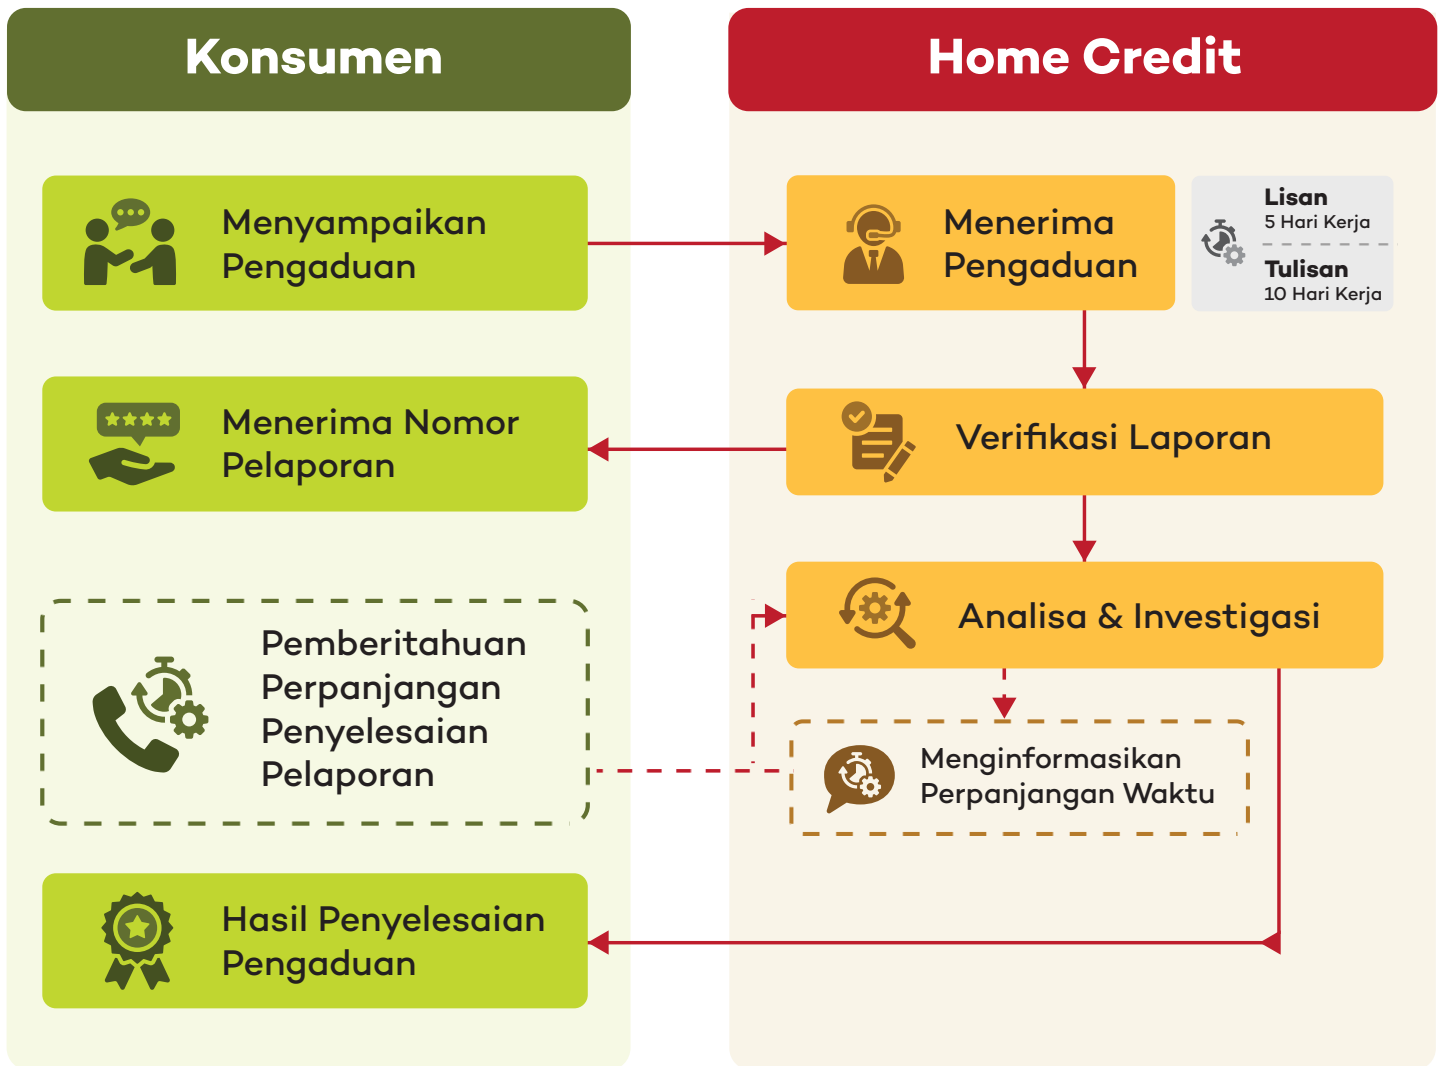 Konsumen
Home Credit
Menyampaikan
Pengaduan
Menerima
Pengaduan
Lisan
5 Hari Kerja
Tulisan
10 Hari Kerja
Menerima Nomor
Pelaporan
Verifikasi Laporan
Analisa & Investigasi
Pemberitahuan
Perpanjangan
Penyelesaian
Pelaporan
Menginformasikan
Perpanjangan Waktu
Hasil Penyelesaian
Pengaduan